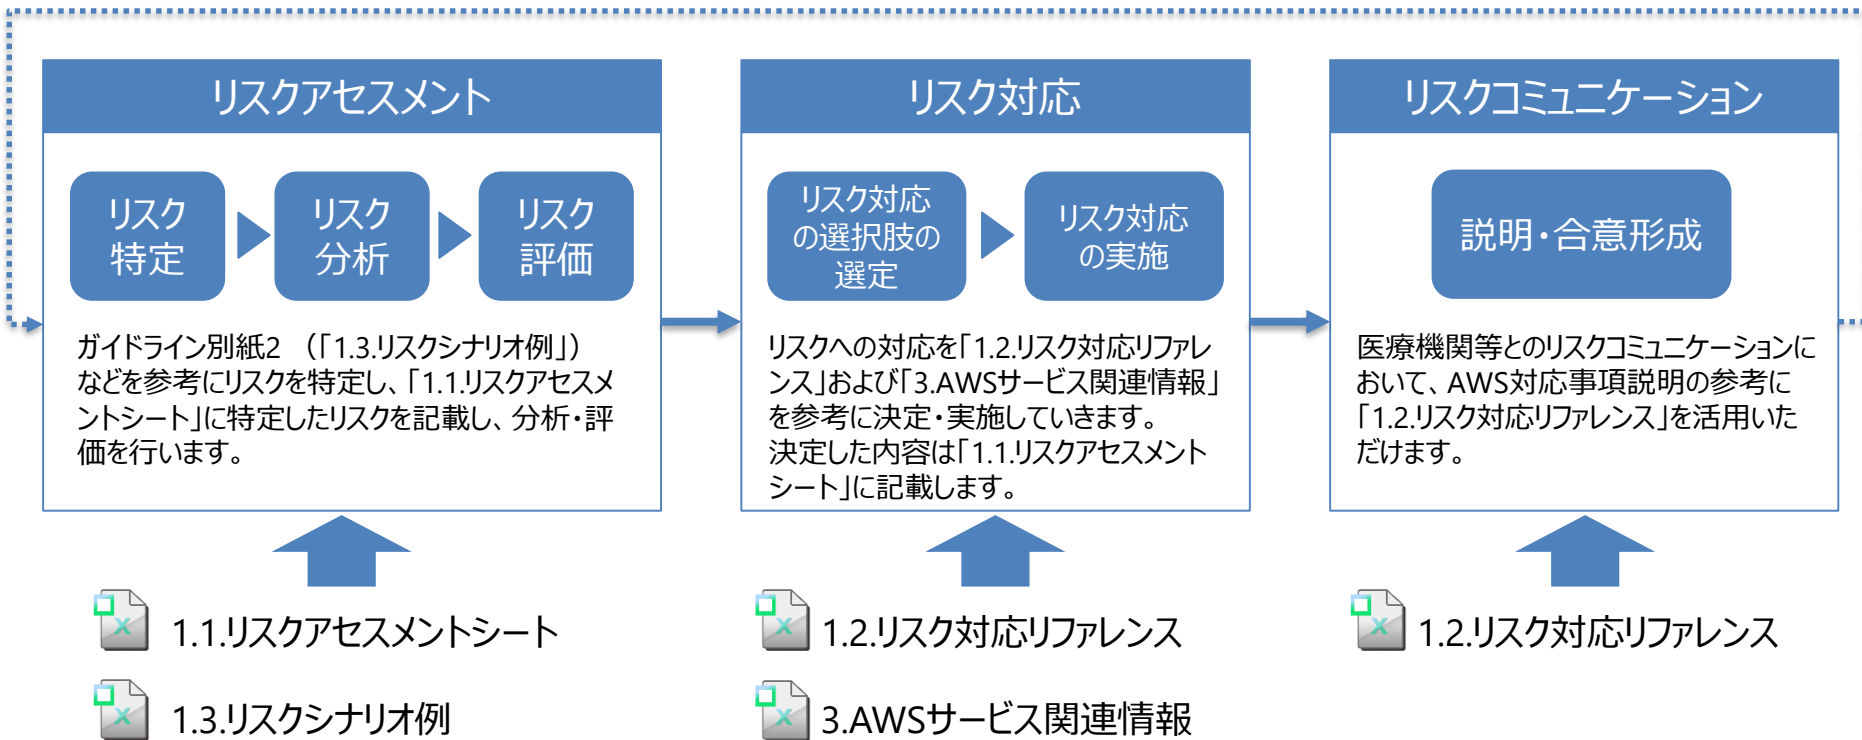 リスクアセスメント
リスク
特定
リスク
分析
リスク
評価
ガイドライン別紙2 （「1.3.リスクシナリオ例」）
などを参考にリスクを特定し、「1.1.リスクアセスメ
ントシート」に特定したリスクを記載し、分析・評
価を行います。
1.1.リスクアセスメントシート
1.3.リスクシナリオ例
リスク対応
リスク対応
の選択肢の
選定
リスク対応
の実施
リスクへの対応を「1.2.リスク対応リファレ
ンス」および「3.AWSサービス関連情報」
を参考に決定・実施していきます。
決定した内容は「1.1.リスクアセスメント
シート」に記載します。
1.2.リスク対応リファレンス
3.AWSサービス関連情報
リスクコミュニケーション
説明・合意形成
医療機関等とのリスクコミュニケーションに
おいて、AWS対応事項説明の参考に
「1.2.リスク対応リファレンス」を活用いた
だけます。
1.2.リスク対応リファレンス